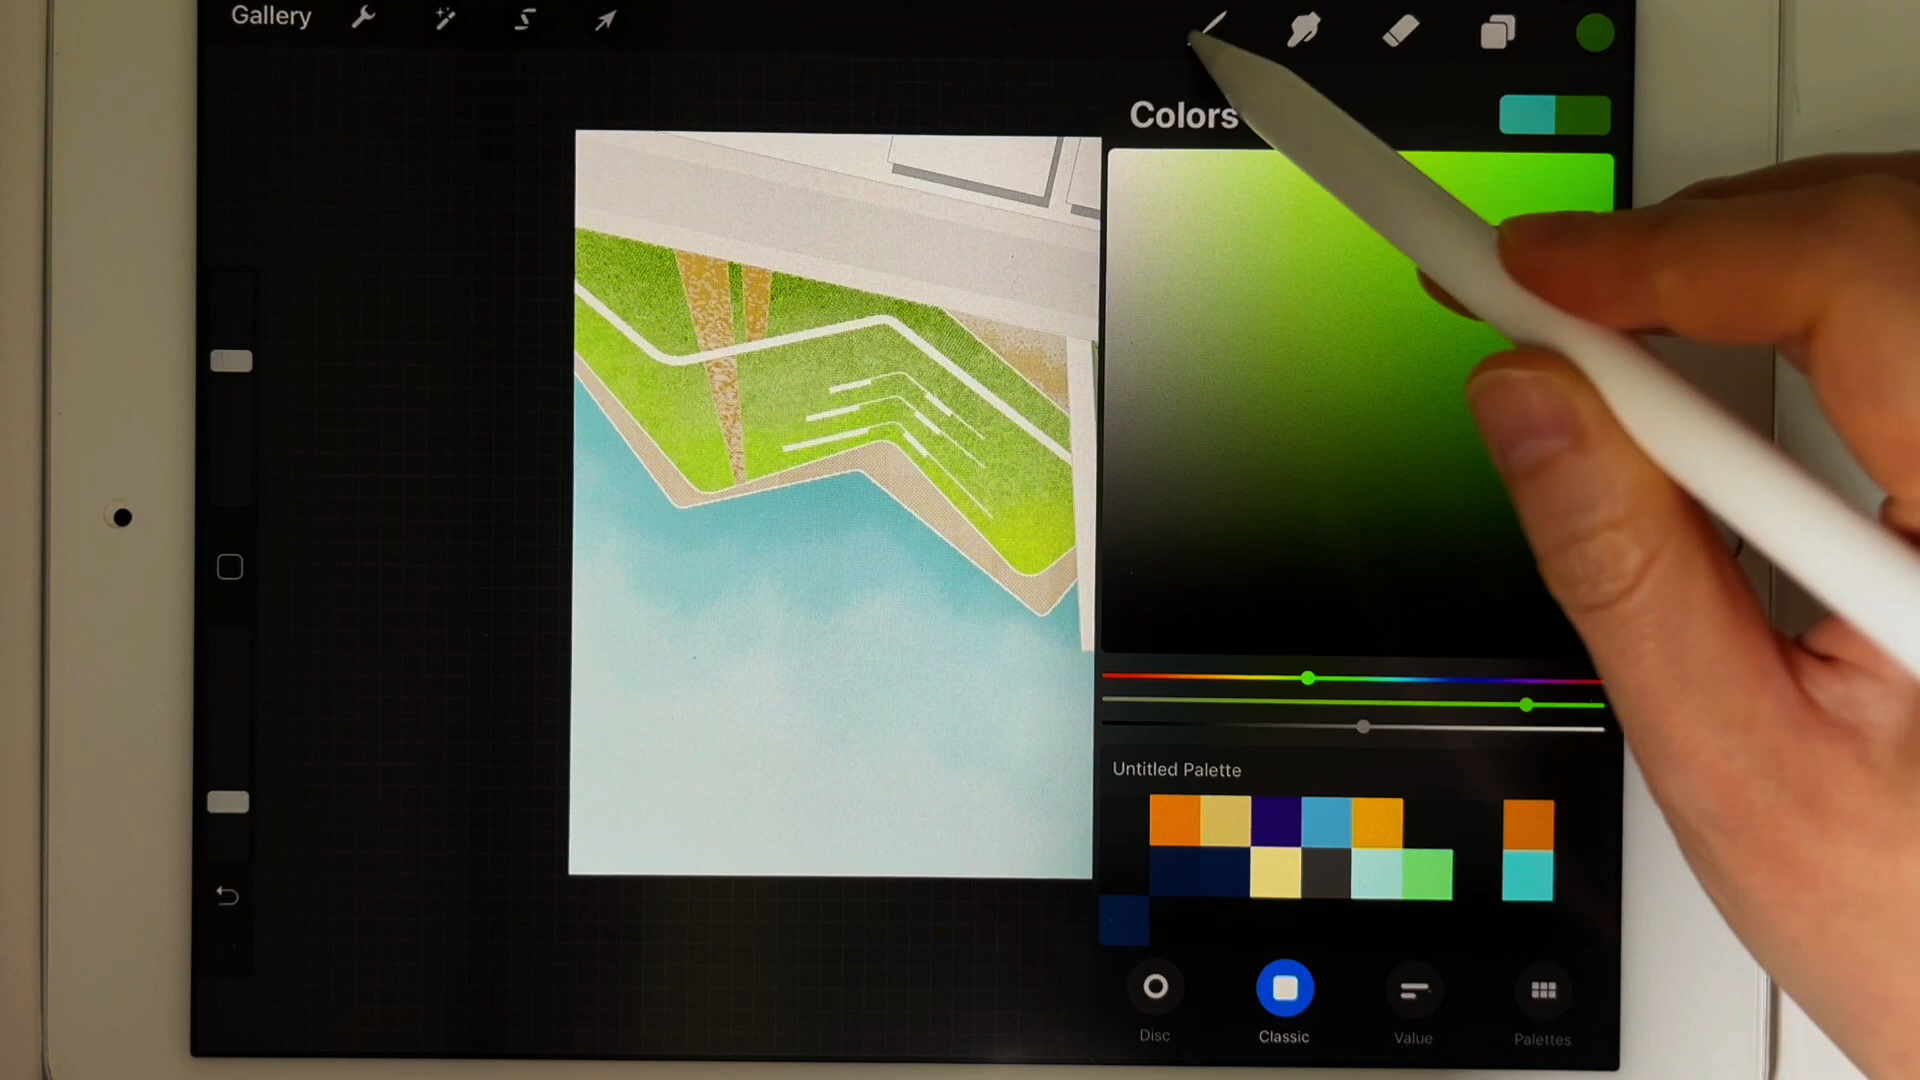 Gallery
Colors
Untitled Palette
Disc
Classic
Value
Palettes